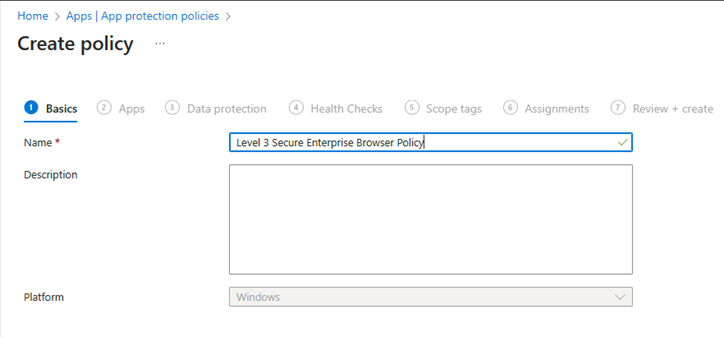 Home > Apps | App protection policies >
Create policy ...
1 Basics 2 Apps 3 Data protection 4 Health Checks 5 Scope tags 6 Assignments 7 Review + create
Name * Level 3 Secure Enterprise Browser Policy
Description
Platform Windows